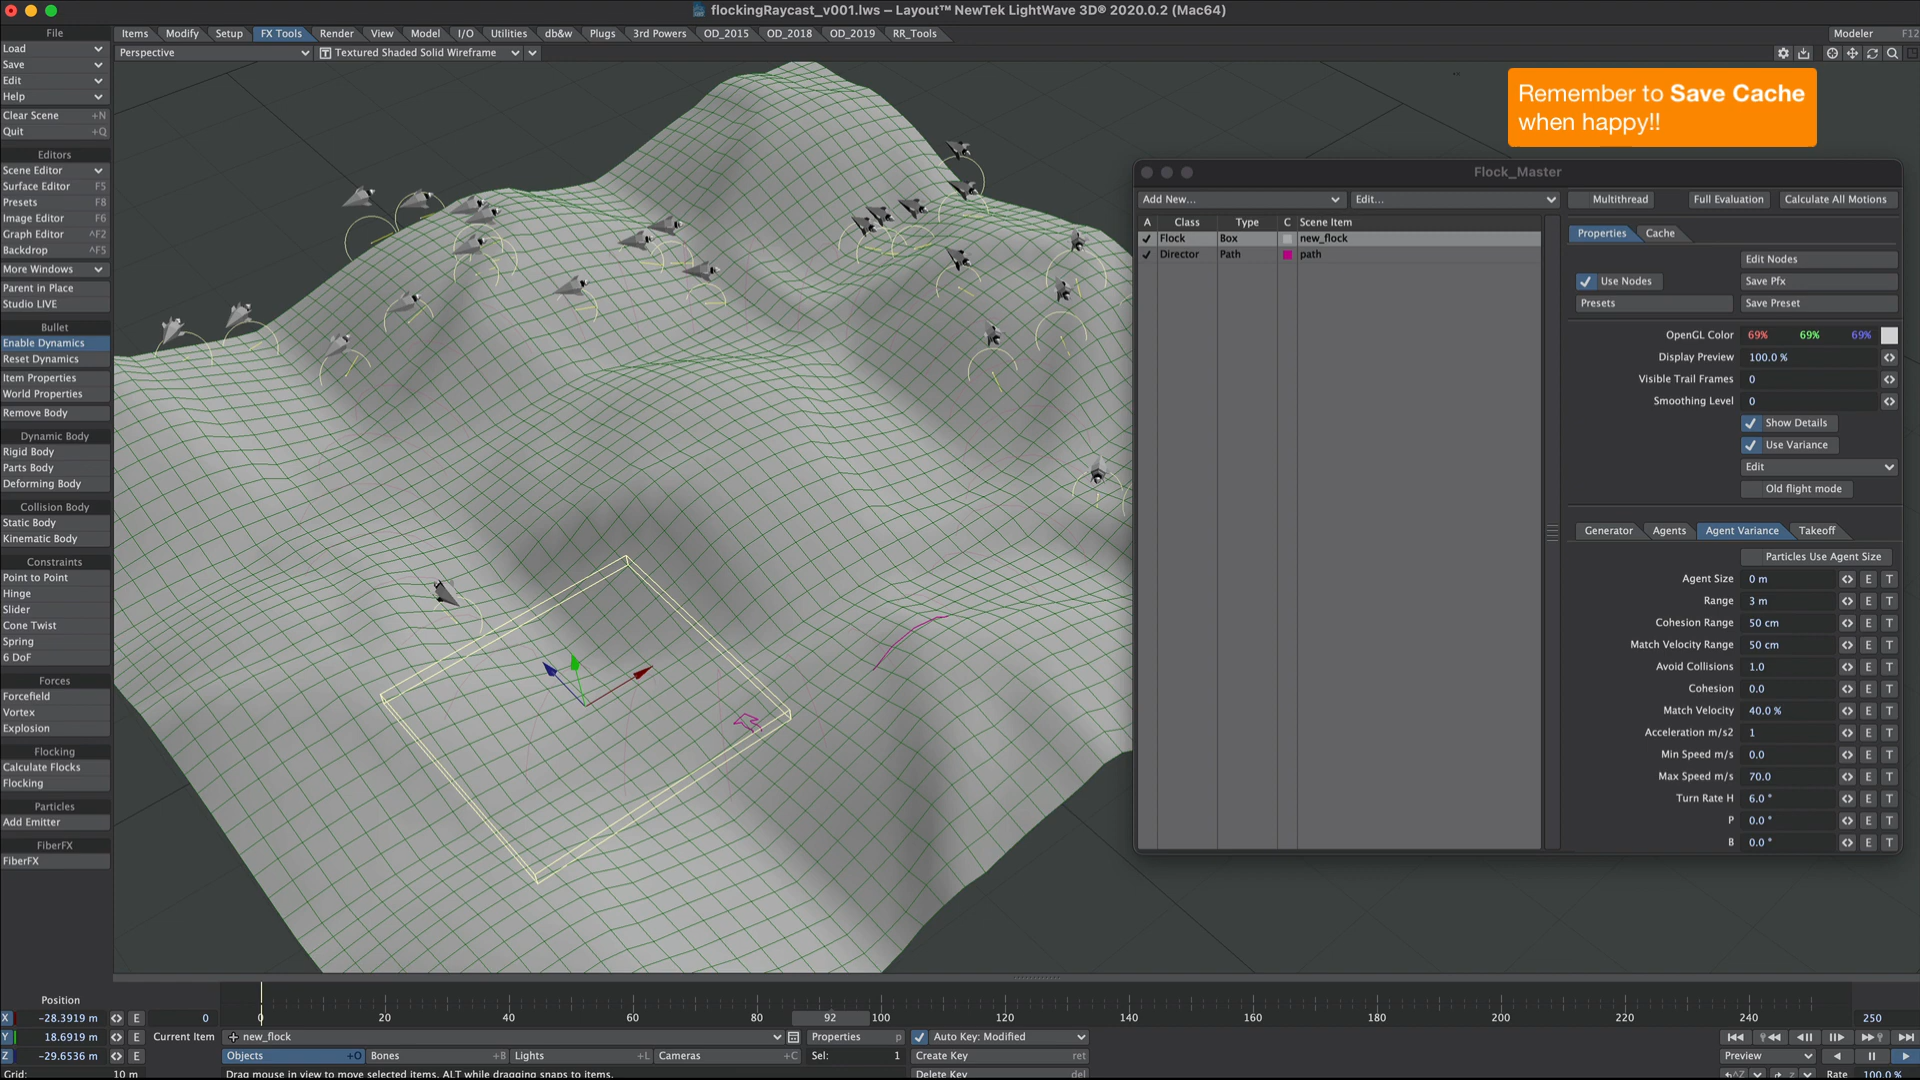 flockingRaycast_v001.lws – Layout™ NewTek LightWave 3D® 2020.0.2 (Mac64)
File Items Modify Setup FX Tools Render View Model I/O Utilities db&w Plugs 3rd Powers OD_2015 OD_2018 OD_2019 RR_Tools Modeler F12
Load
Perspective Textured Shaded Solid Wireframe
Save
Edit
Help
Clear Scene +N
Quit +Q
Editors
Scene Editor
Surface Editor F5
Presets F8
Image Editor F6
Graph Editor ^F2
Backdrop ^F5
More Windows
Parent in Place
Studio LIVE
Bullet
Enable Dynamics
Reset Dynamics
Item Properties
World Properties
Remove Body
Dynamic Body
Rigid Body
Parts Body
Deforming Body
Collision Body
Static Body
Kinematic Body
Constraints
Point to Point
Hinge
Slider
Cone Twist
Spring
6 DoF
Forces
Forcefield
Vortex
Explosion
Flocking
Calculate Flocks
Flocking
Particles
Add Emitter
FiberFX
FiberFX
Remember to Save Cache
when happy!!
Flock_Master
Add New... Edit... Multithread Full Evaluation Calculate All Motions
A Class Type C Scene Item
Flock Box new_flock
Director Path path
Properties Cache
Edit Nodes
Use Nodes Save Pfx
Presets Save Preset
OpenGL Color 69% 69% 69%
Display Preview 100.0 %
Visible Trail Frames 0
Smoothing Level 0
Show Details
Use Variance
Edit
Old flight mode
Generator Agents Agent Variance Takeoff
Particles Use Agent Size
Agent Size 0 m E T
Range 3 m E T
Cohesion Range 50 cm E T
Match Velocity Range 50 cm E T
Avoid Collisions 1.0 E T
Cohesion 0.0 E T
Match Velocity 40.0 % E T
Acceleration m/s2 1 E T
Min Speed m/s 0.0 E T
Max Speed m/s 70.0 E T
Turn Rate H 6.0 ° E T
P 0.0 ° E T
B 0.0 ° E T
Position
X -28.3919 m E 0 0 20 40 60 80 92 100 120 140 160 180 200 220 240 250
Y 18.6919 m E Current Item new_flock Properties p Auto Key: Modified
Z -29.6536 m E Objects +O Bones +B Lights +L Cameras +C Sel: 1 Create Key ret Preview
Grid: 10 m Drag mouse in view to move selected items. ALT while dragging snaps to items. Delete Key del ^Z z Rate 100.0 %